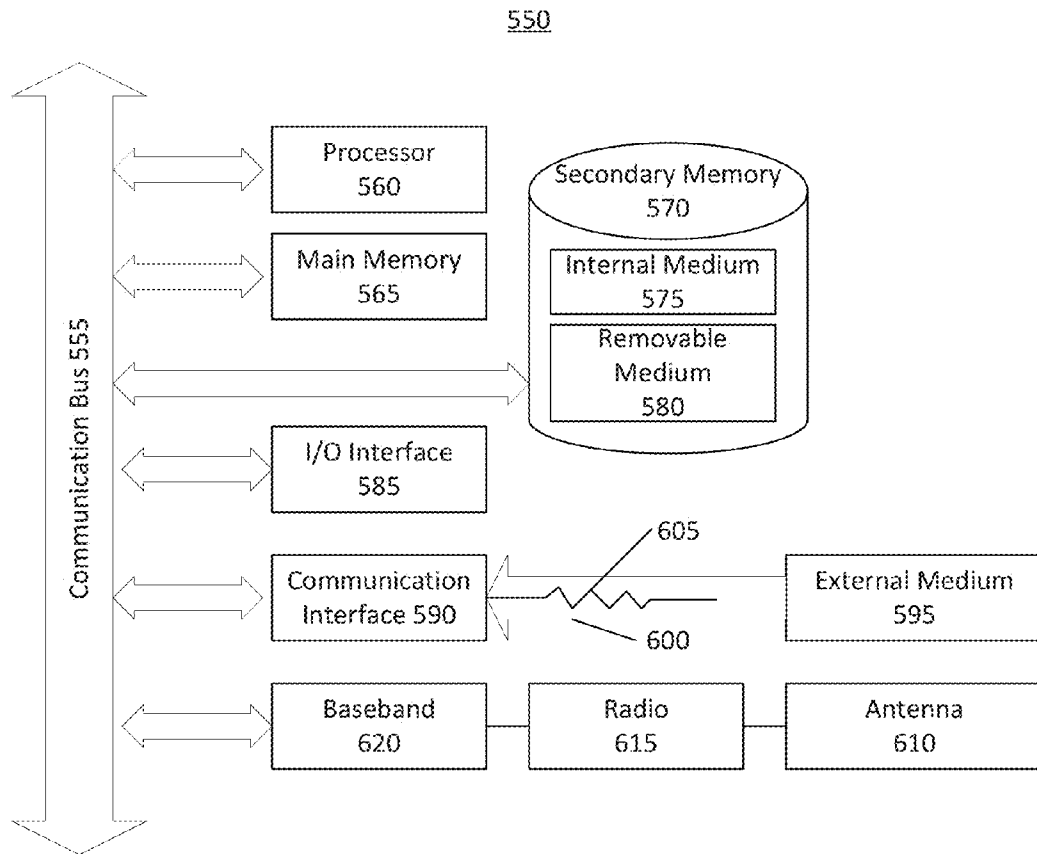 550
Communication Bus 555
Processor
560
Secondary Memory
570
Main Memory
565
Internal Medium
575
Removable
Medium
580
I/O Interface
585
605
Communication
Interface 590
External Medium
595
600
Baseband
620
Radio
615
Antenna
610